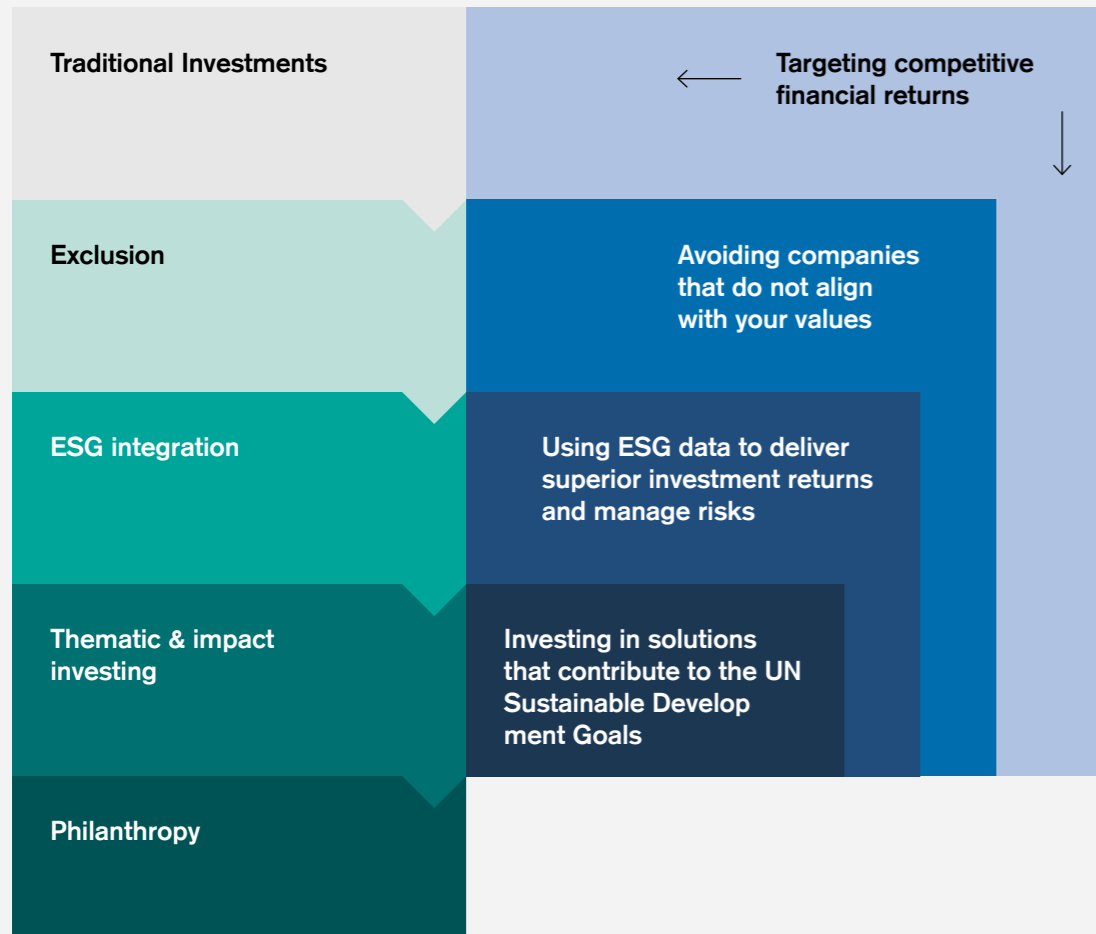 Traditional Investments
Targeting competitive
financial returns
Exclusion
Avoiding companies
that do not align
with your values
ESG integration
Using ESG data to deliver
superior investment returns
and manage risks
Thematic & impact
investing
Investing in solutions
that contribute to the UN
Sustainable Develop
ment Goals
Philanthropy